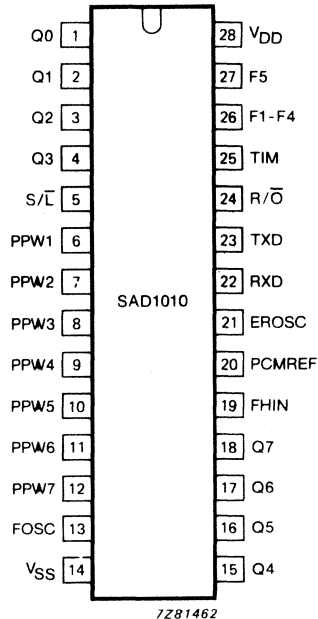 Q0 1 28 VDD
Q1 2 27 F5
Q2 3 26 F1-F4
Q3 4 25 TIM
S/L̅ 5 24 R/O̅
PPW1 6 23 TXD
PPW2 7 22 RXD
SAD1010
PPW3 8 21 EROSC
PPW4 9 20 PCMREF
PPW5 10 19 FHIN
PPW6 11 18 Q7
PPW7 12 17 Q6
FOSC 13 16 Q5
VSS 14 15 Q4
7Z81462